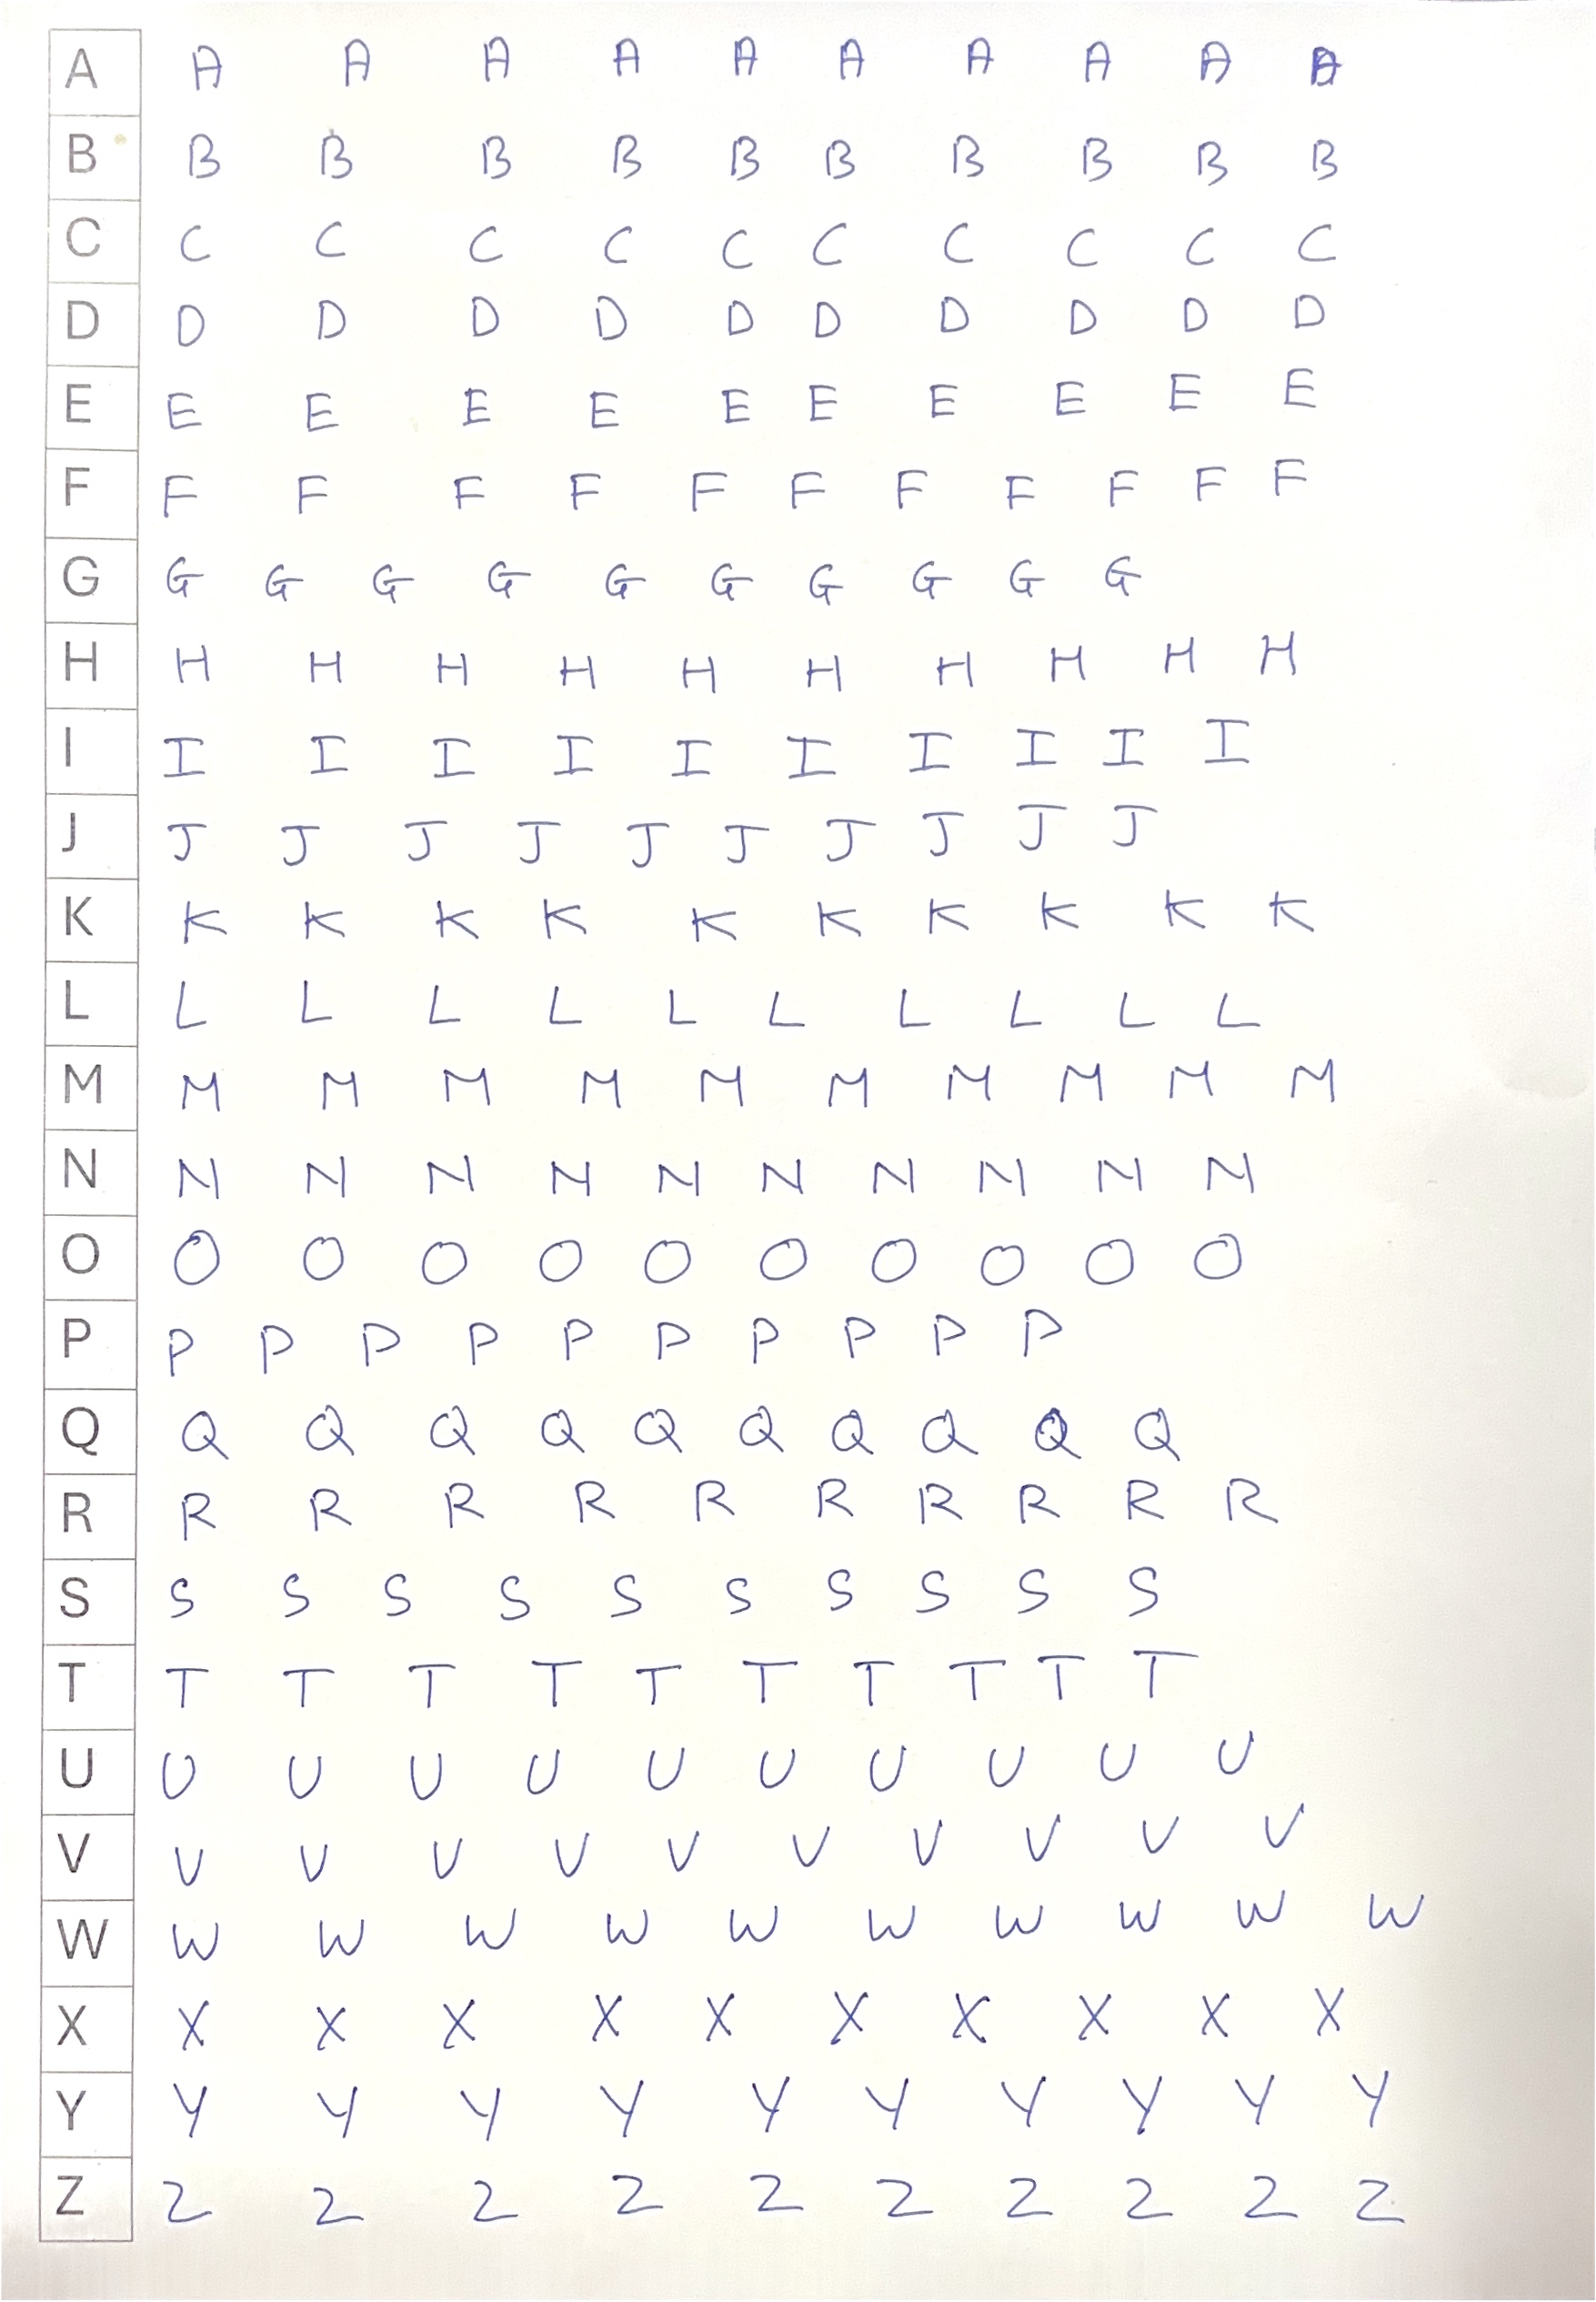 A A A A A A A A A A A
B B B B B B B B B B B
C C C C C C C C C C C
D D D D D D D D D D D
E E E E E E E E E E E
F F F F F F F F F F F F
G G G G G G G G G G G
H H H H H H H H H H H
I I I I I I I I I I I
J J J J J J J J J J J
K K K K K K K K K K K
L L L L L L L L L L L
M M M M M M M M M M M
N N N N N N N N N N N
O O O O O O O O O O O
P P P P P P P P P P P
Q Q Q Q Q Q Q Q Q Q Q
R R R R R R R R R R R
S S S S S S S S S S S
T T T T T T T T T T T
U U U U U U U U U U U
V V V V V V V V V V V
W W W W W W W W W W W
X X X X X X X X X X X
Y Y Y Y Y Y Y Y Y Y Y
Z Z Z Z Z Z Z Z Z Z Z